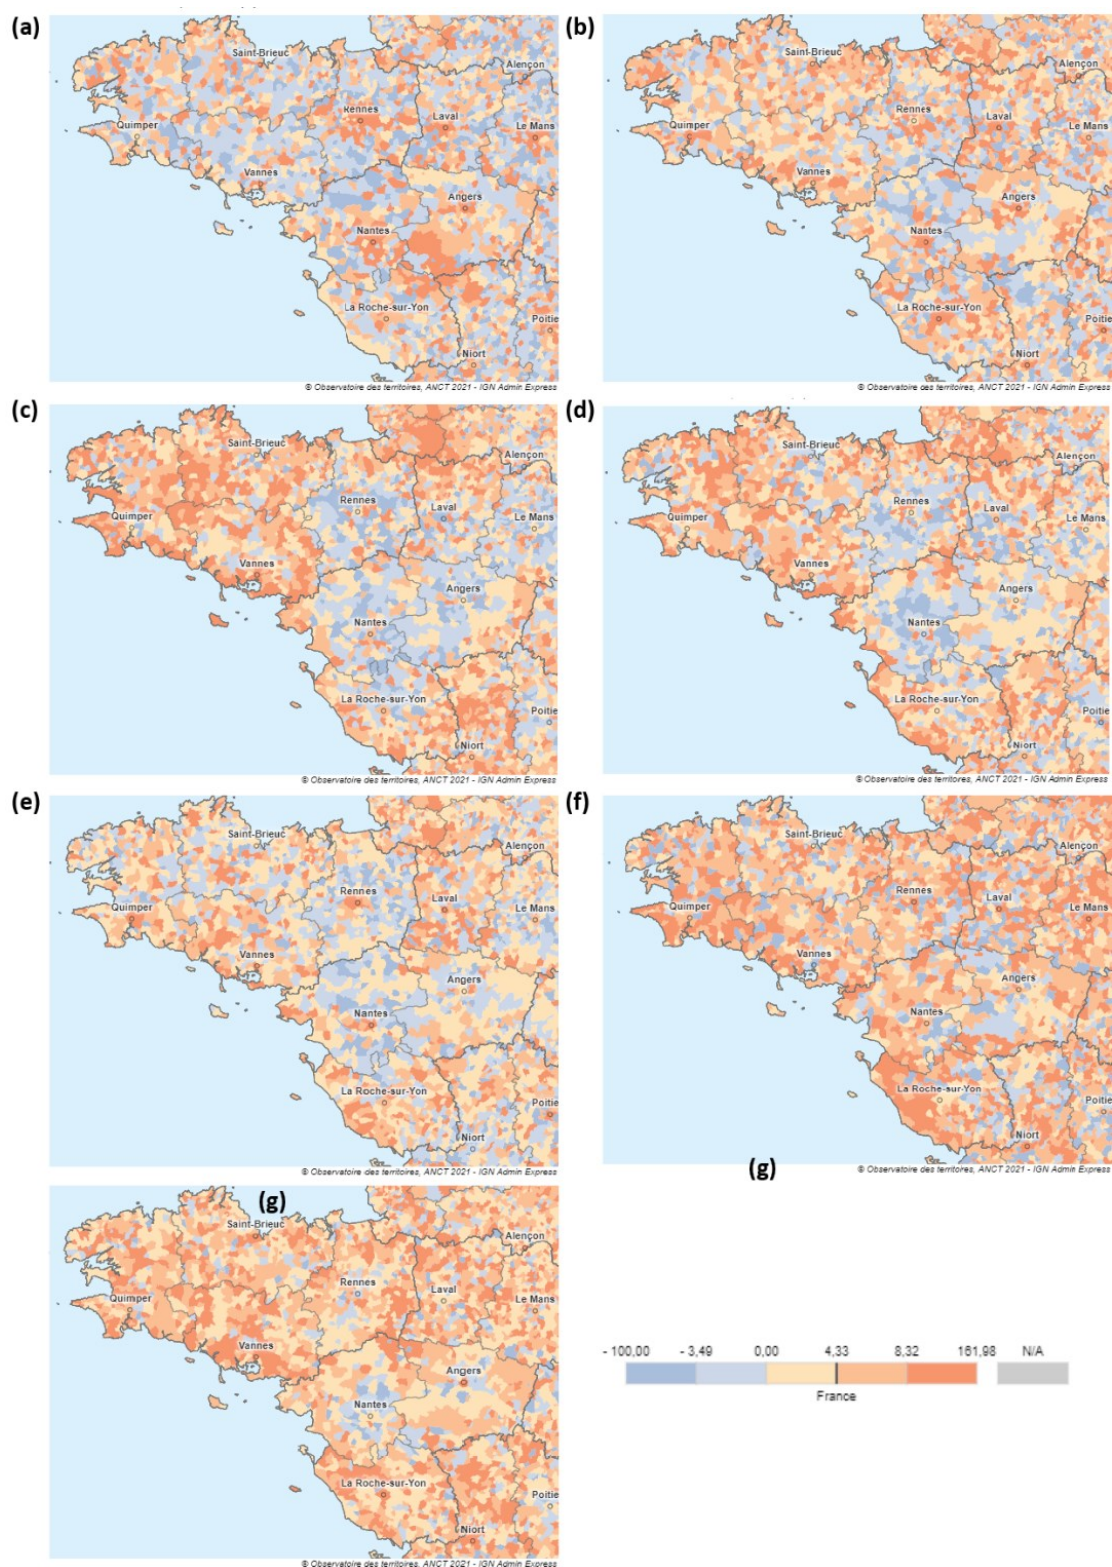 (a)
Saint-Brieuc
Alençon
Rennes
Laval
Le Mans
Quimper
Vannes
Angers
Nantes
La Roche-sur-Yon
Poitie
Niort
© Observatoire des territoires, ANCT 2021 - IGN Admin Express
(b)
Saint-Brieuc
Alençon
Rennes
Laval
Le Mans
Quimper
Vannes
Angers
Nantes
La Roche-sur-Yon
Poitie
Niort
© Observatoire des territoires, ANCT 2021 - IGN Admin Express
(c)
Saint-Brieuc
Alençon
Rennes
Laval
Le Mans
Quimper
Vannes
Angers
Nantes
La Roche-sur-Yon
Poitie
Niort
© Observatoire des territoires, ANCT 2021 - IGN Admin Express
(d)
Saint-Brieuc
Alençon
Rennes
Laval
Le Mans
Quimper
Vannes
Angers
Nantes
La Roche-sur-Yon
Poitie
Niort
© Observatoire des territoires, ANCT 2021 - IGN Admin Express
(e)
Saint-Brieuc
Alençon
Rennes
Laval
Le Mans
Quimper
Vannes
Angers
Nantes
La Roche-sur-Yon
Poitie
Niort
© Observatoire des territoires, ANCT 2021 - IGN Admin Express
(f)
Saint-Brieuc
Alençon
Rennes
Laval
Le Mans
Quimper
Vannes
Angers
Nantes
La Roche-sur-Yon
Poitie
Niort
© Observatoire des territoires, ANCT 2021 - IGN Admin Express
(g)
(g)
Saint-Brieuc
Alençon
Rennes
Laval
Le Mans
Quimper
Vannes
Angers
Nantes
La Roche-sur-Yon
Poitie
Niort
© Observatoire des territoires, ANCT 2021 - IGN Admin Express
- 100,00 - 3,49 0,00 4,33 8,32 161,98 N/A
France